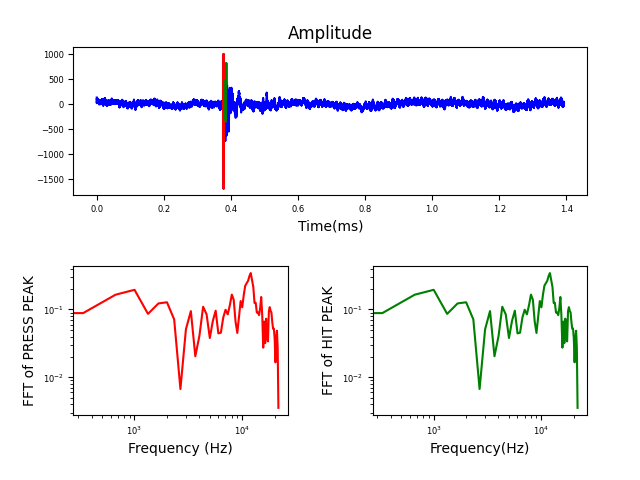 Amplitude
1000
500
0
−500
−1000
−1500
0.0 0.2 0.4 0.6 0.8 1.0 1.2 1.4
Time(ms)
FFT of PRESS PEAK
10⁻¹
10⁻²
10³ 10⁴
Frequency (Hz)
FFT of HIT PEAK
10⁻¹
10⁻²
10³ 10⁴
Frequency(Hz)